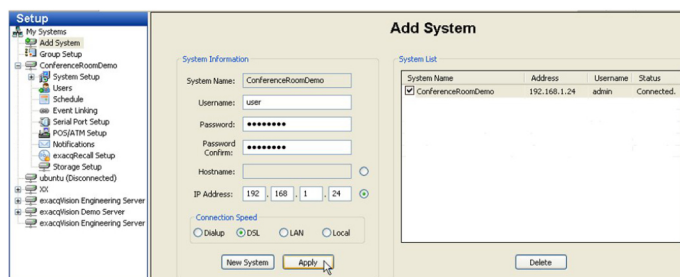 Setup
My Systems
Add System
Group Setup
ConferenceRoomDemo
System Setup
Users
Schedule
Event Linking
Serial Port Setup
POS/ATM Setup
Notifications
exacqRecall Setup
Storage Setup
ubuntu (Disconnected)
XX
exacqVision Engineering Server
exacqVision Demo Server
exacqVision Engineering Server
Add System
System Information
System Name: ConferenceRoomDemo
Username: user
Password: ●●●●●●●●
Password Confirm: ●●●●●●●●
Hostname:
IP Address: 192 . 168 . 1 . 24
Connection Speed
Dialup DSL LAN Local
New System Apply
System List
System Name Address Username Status
ConferenceRoomDemo 192.168.1.24 admin Connected.
Delete